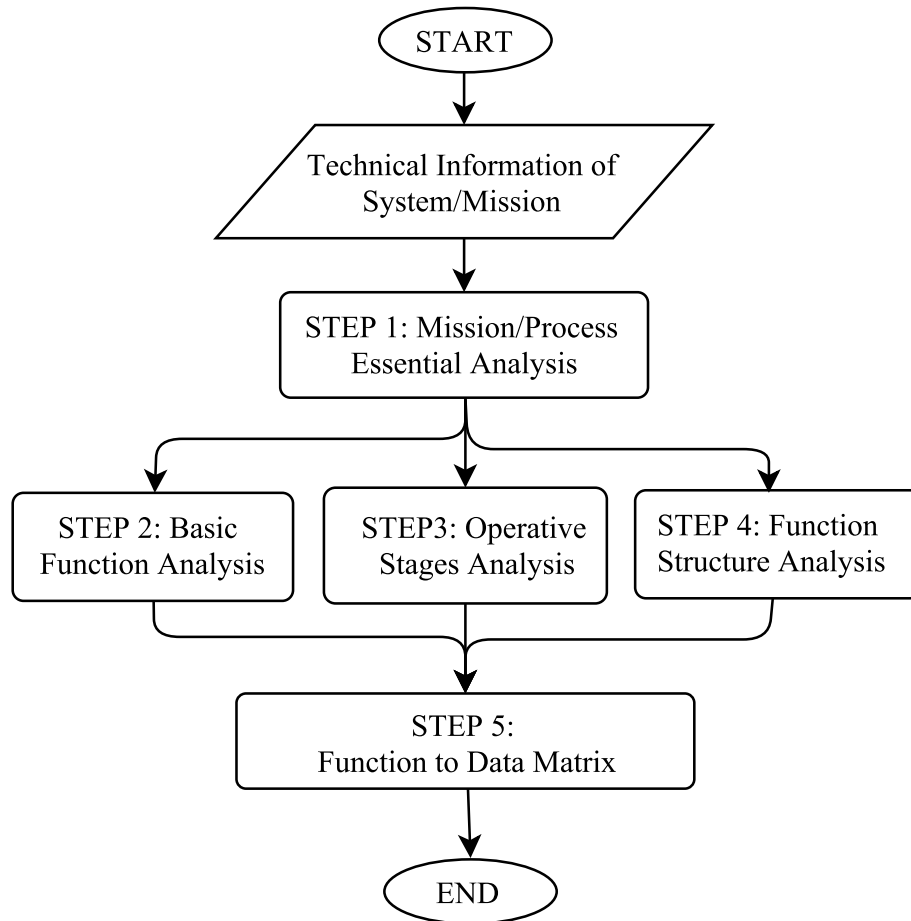 START
Technical Information of
System/Mission
STEP 1: Mission/Process
Essential Analysis
STEP 2: Basic
Function Analysis
STEP3: Operative
Stages Analysis
STEP 4: Function
Structure Analysis
STEP 5:
Function to Data Matrix
END